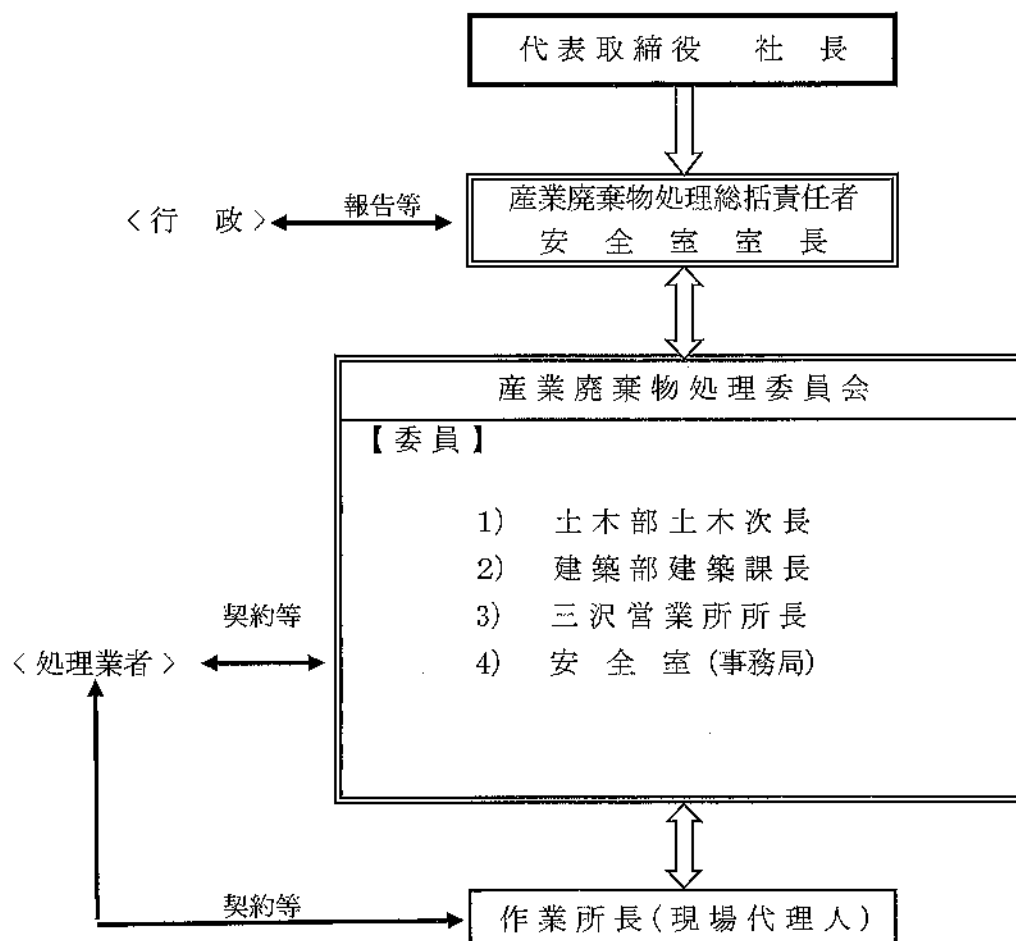 代表取締役 社長
産業廃棄物処理総括責任者
安全室室長
<行 政>
報告等
産業廃棄物処理委員会
【委員】
1) 土木部土木次長
2) 建築部建築課長
3) 三沢営業所所長
4) 安全室(事務局)
契約等
<処理業者>
契約等
作業所長(現場代理人)